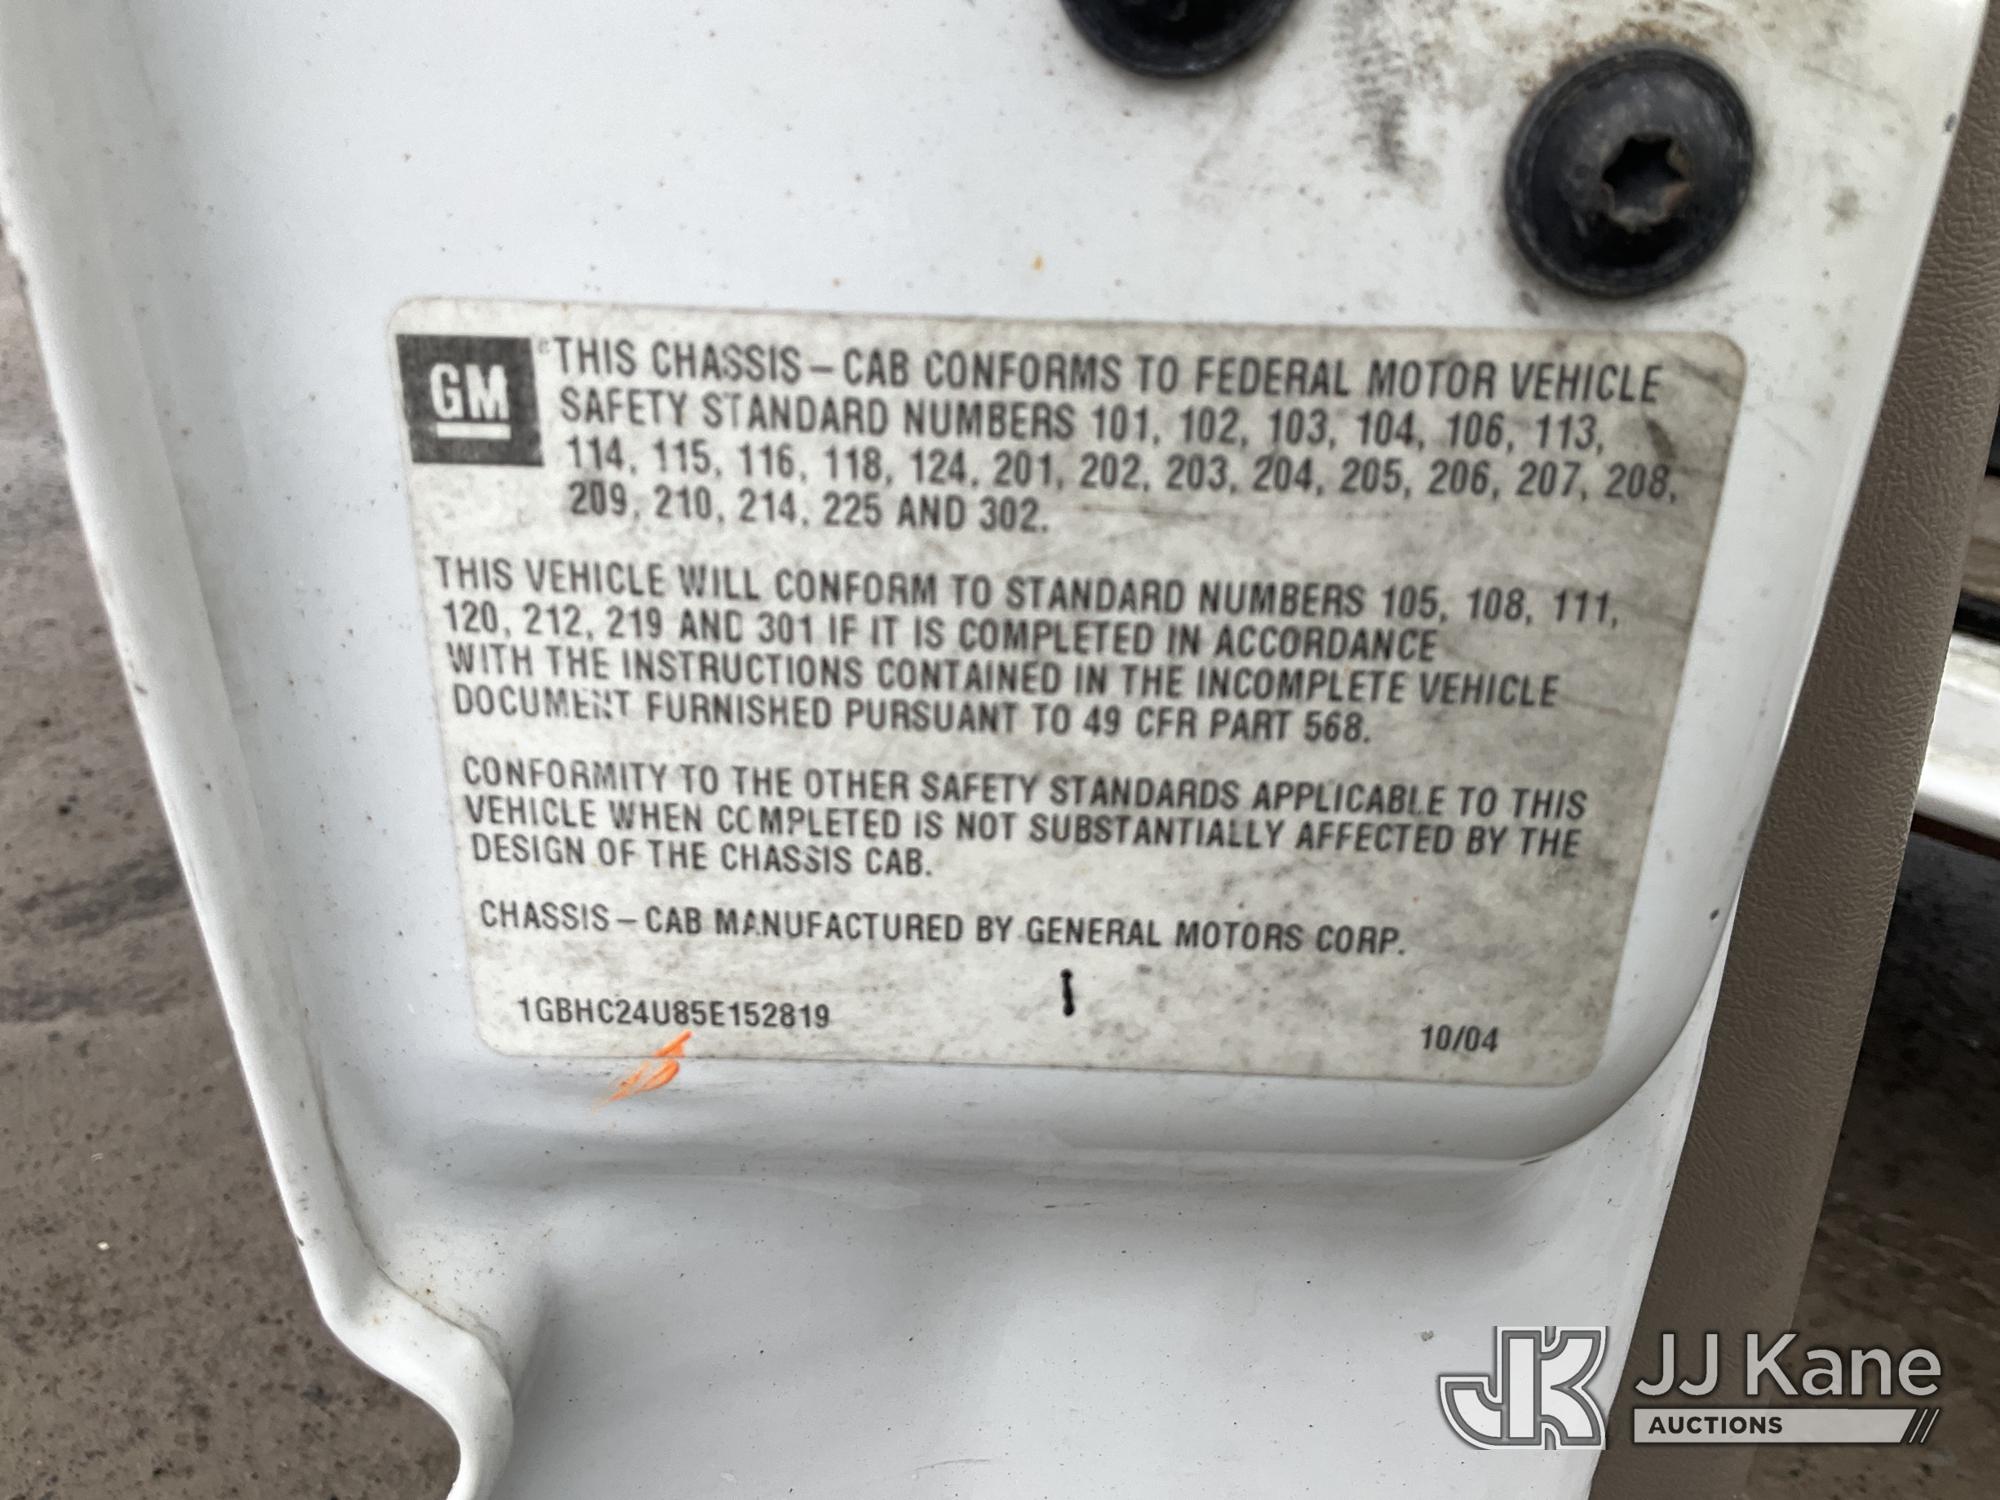 GM
®THIS CHASSIS – CAB CONFORMS TO FEDERAL MOTOR VEHICLE
SAFETY STANDARD NUMBERS 101, 102, 103, 104, 106, 113,
114, 115, 116, 118, 124, 201, 202, 203, 204, 205, 206, 207, 208,
209, 210, 214, 225 AND 302.
THIS VEHICLE WILL CONFORM TO STANDARD NUMBERS 105, 108, 111,
120, 212, 219 AND 301 IF IT IS COMPLETED IN ACCORDANCE
WITH THE INSTRUCTIONS CONTAINED IN THE INCOMPLETE VEHICLE
DOCUMENT FURNISHED PURSUANT TO 49 CFR PART 568.
CONFORMITY TO THE OTHER SAFETY STANDARDS APPLICABLE TO THIS
VEHICLE WHEN COMPLETED IS NOT SUBSTANTIALLY AFFECTED BY THE
DESIGN OF THE CHASSIS CAB.
CHASSIS – CAB MANUFACTURED BY GENERAL MOTORS CORP.
1GBHC24U85E152819
10/04
JK JJ Kane
AUCTIONS